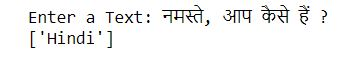 Enter a Text: नमस्ते, आप कैसे हैं ?
['Hindi']